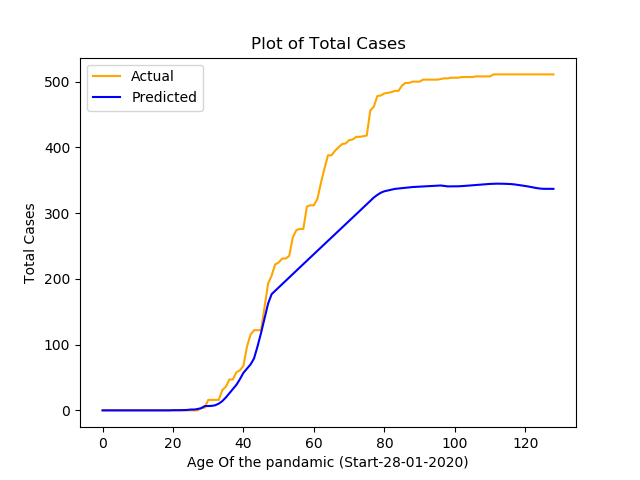 Plot of Total Cases
Actual
Predicted
Total Cases
500
400
300
200
100
0
0 20 40 60 80 100 120
Age Of the pandamic (Start-28-01-2020)